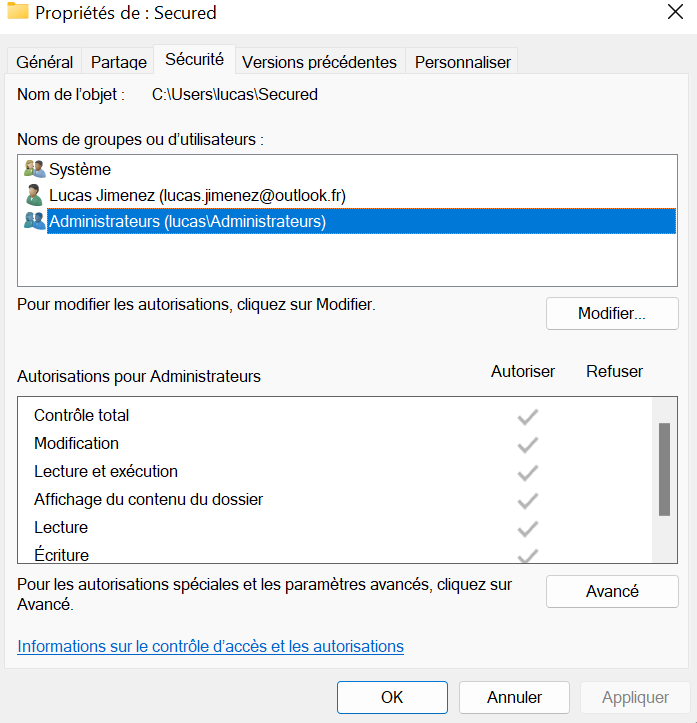 Propriétés de : Secured
Général Partage Sécurité Versions précédentes Personnaliser
Nom de l'objet : C:\Users\lucas\Secured
Noms de groupes ou d'utilisateurs :
Système
Lucas Jimenez (lucas.jimenez@outlook.fr)
Administrateurs (lucas\Administrateurs)
Pour modifier les autorisations, cliquez sur Modifier.
Modifier...
Autorisations pour Administrateurs Autoriser Refuser
Contrôle total
Modification
Lecture et exécution
Affichage du contenu du dossier
Lecture
Écriture
Pour les autorisations spéciales et les paramètres avancés, cliquez sur
Avancé.
Avancé
Informations sur le contrôle d'accès et les autorisations
OK Annuler Appliquer